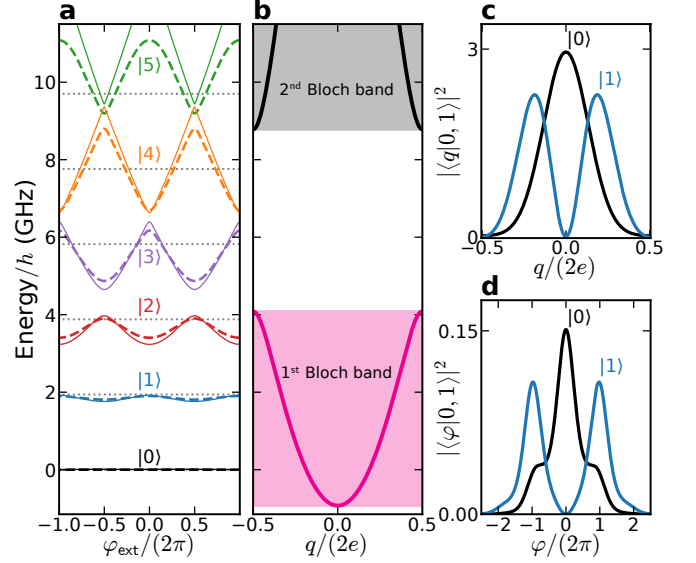 a
b
c
d
Energy/h (GHz)
10
8
6
4
2
0
|5⟩
|4⟩
|3⟩
|2⟩
|1⟩
|0⟩
−1.0
−0.5
0.0
0.5
φext/(2π)
2nd Bloch band
1st Bloch band
−0.5
0.0
0.5
q/(2e)
|⟨q|0, 1⟩|²
3
0
|0⟩
|1⟩
−0.5
0.0
0.5
q/(2e)
|⟨φ|0, 1⟩|²
0.15
0.00
|0⟩
|1⟩
−2
−1
0
1
2
φ/(2π)